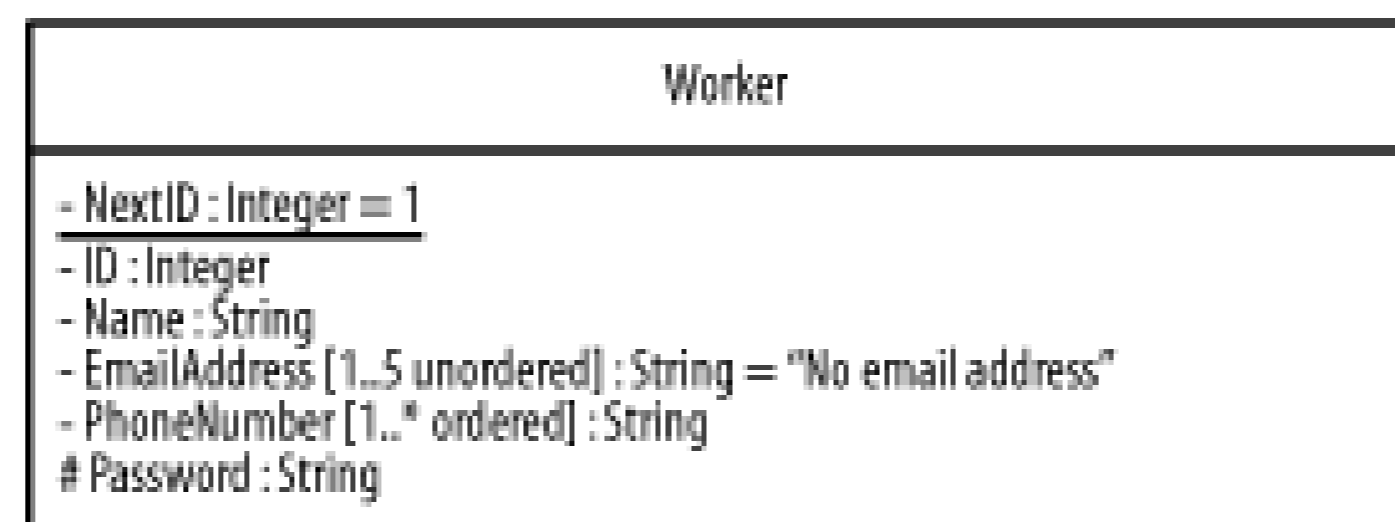 Worker
- NextID : Integer = 1
- ID : Integer
- Name : String
- EmailAddress [1..5 unordered] : String = "No email address"
- PhoneNumber [1..* ordered] : String
# Password : String